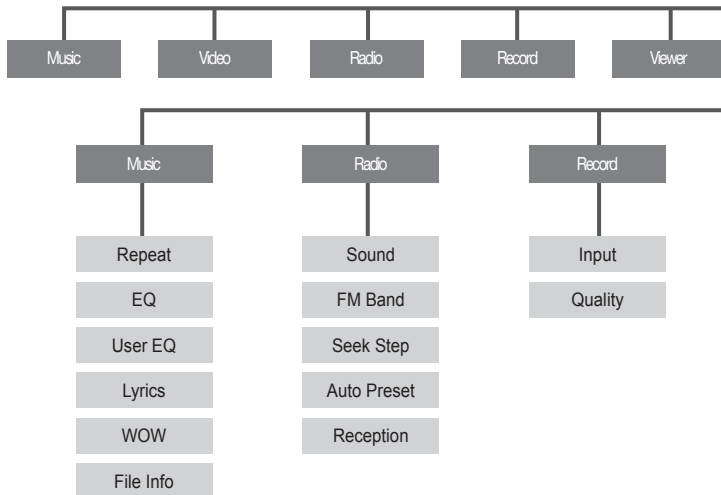 Music Video Radio Record Viewer
Music Radio Record
Repeat Sound Input
EQ FM Band Quality
User EQ Seek Step
Lyrics Auto Preset
WOW Reception
File Info